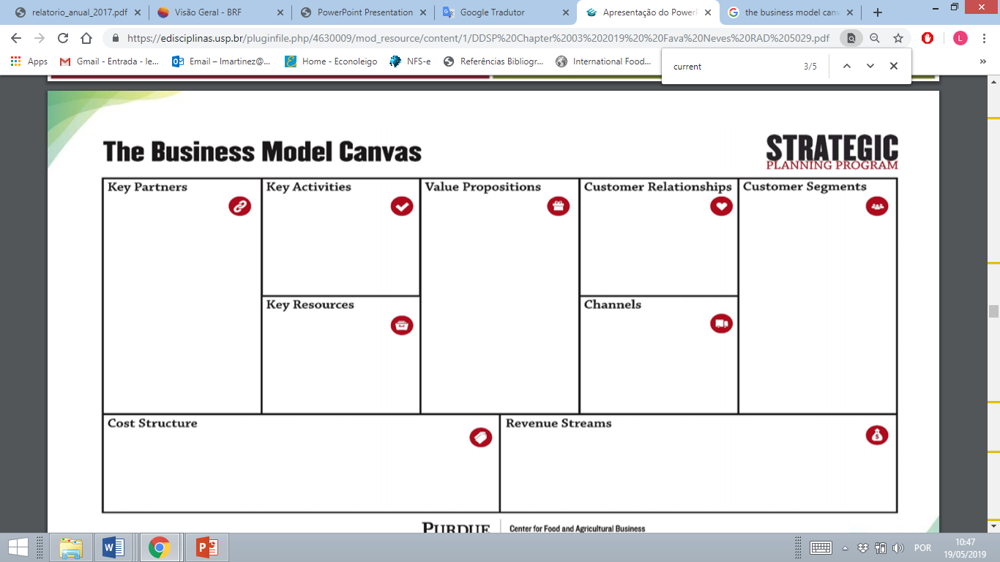 relatorio_anual_2017.pdf
Visão Geral - BRF
PowerPoint Presentation
Google Tradutor
Apresentação do PowerP
the business model canv
https://edisciplinas.usp.br/pluginfile.php/4630009/mod_resource/content/1/DDSP%20Chapter%2003%202019%20%20Fava%20Neves%20RAD%205029.pdf
L
Apps
Gmail - Entrada - le...
Email – lmartinez@...
Home - Econoleigo
NFS-e
Referências Bibliogr...
International Food...
»
current
3/5
The Business Model Canvas
STRATEGIC
PLANNING PROGRAM
Key Partners
Key Activities
Value Propositions
Customer Relationships
Customer Segments
Key Resources
Channels
Cost Structure
Revenue Streams
PURDUE
Center for Food and Agricultural Business
POR
10:47
19/05/2019